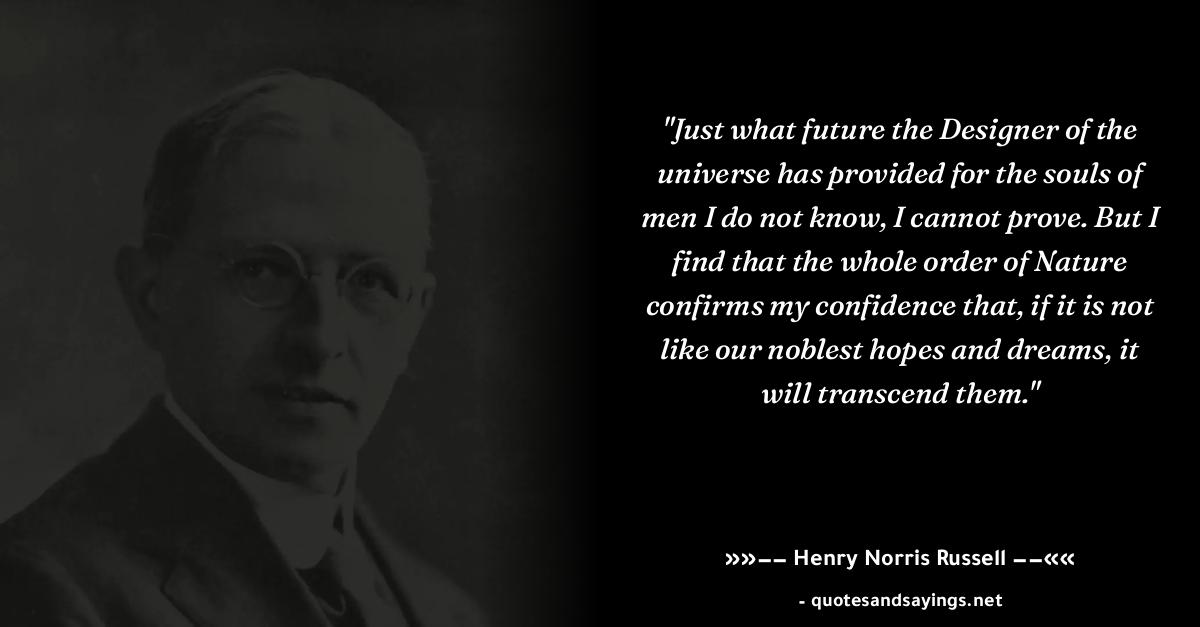 "Just what future the Designer of the
universe has provided for the souls of
men I do not know, I cannot prove. But I
find that the whole order of Nature
confirms my confidence that, if it is not
like our noblest hopes and dreams, it
will transcend them."
»»−− Henry Norris Russell −−««
- quotesandsayings.net